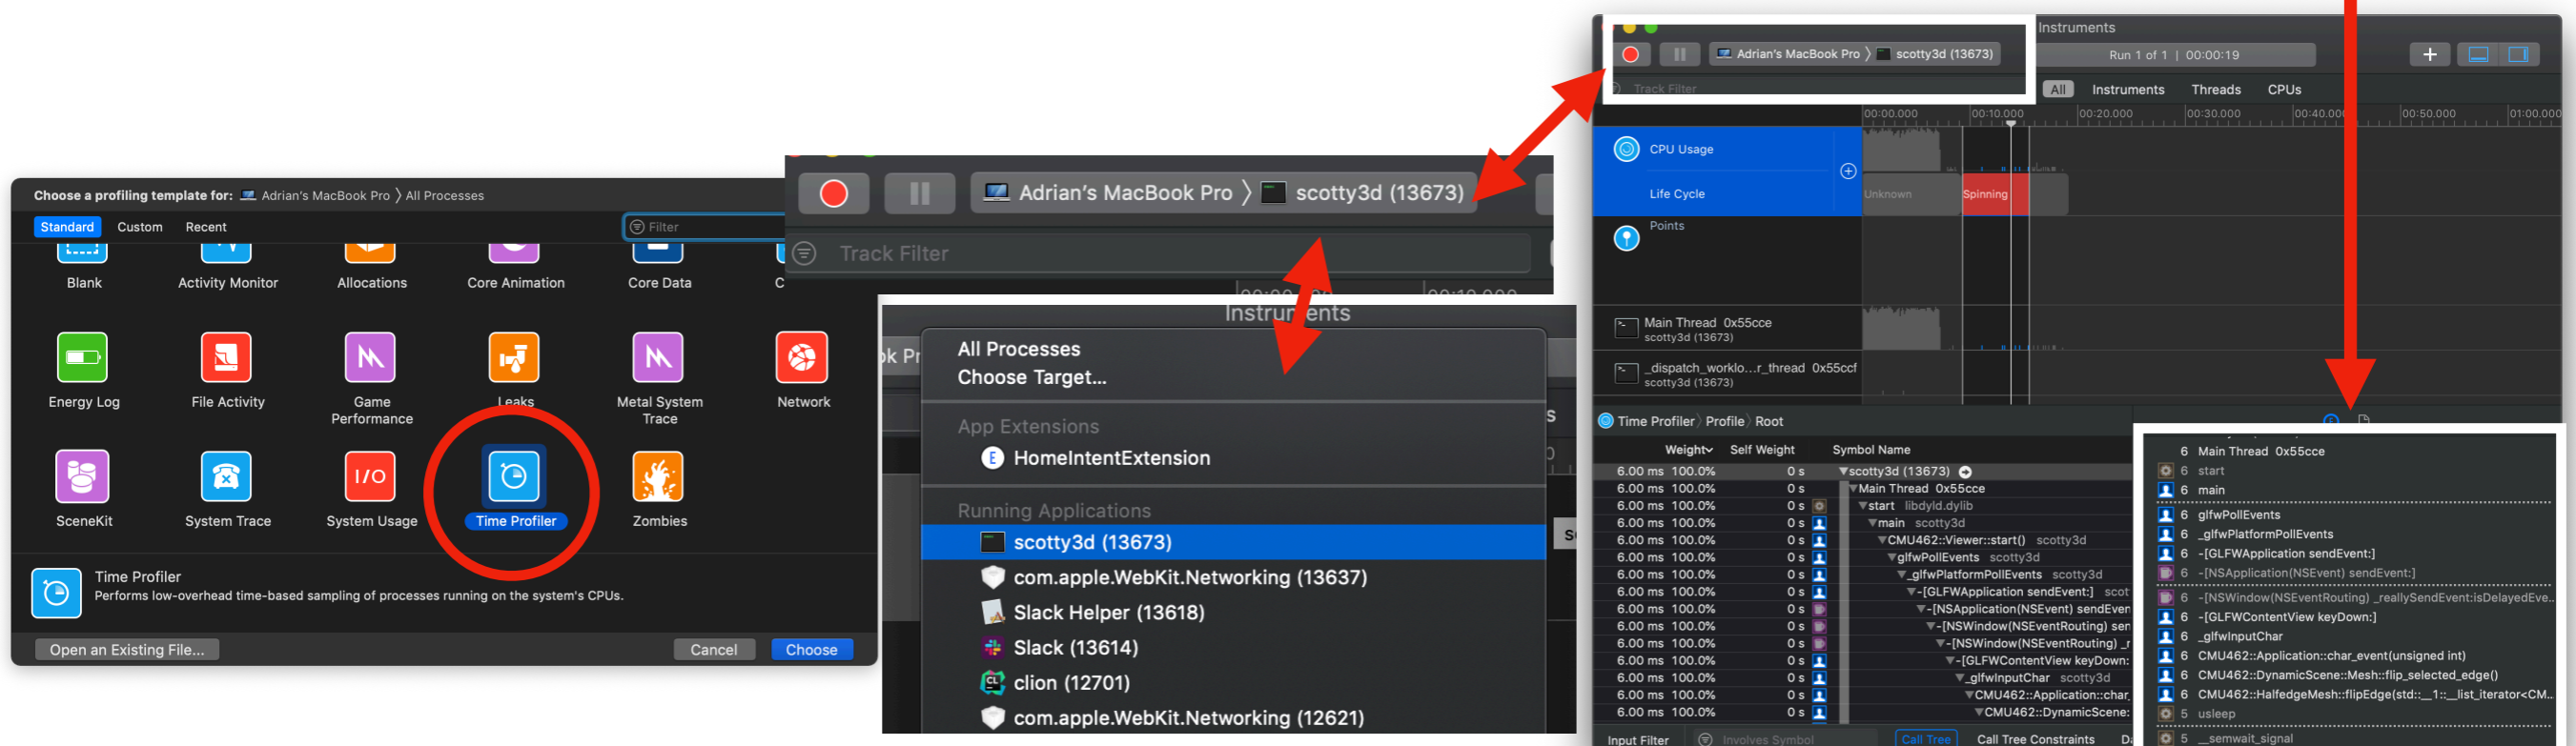 Choose a profiling template for: Adrian's MacBook Pro 〉 All Processes
Standard Custom Recent
Filter
Blank Activity Monitor Allocations Core Animation Core Data C
Energy Log File Activity Game Performance Leaks Metal System Trace Network
SceneKit System Trace I/O System Usage Time Profiler Zombies
Time Profiler
Performs low-overhead time-based sampling of processes running on the system's CPUs.
Open an Existing File... Cancel Choose
Adrian's MacBook Pro 〉 scotty3d (13673)
Track Filter
Instruments
ok Pr
All Processes
Choose Target...
App Extensions
E HomeIntentExtension
Running Applications
scotty3d (13673)
com.apple.WebKit.Networking (13637)
Slack Helper (13618)
Slack (13614)
CL clion (12701)
com.apple.WebKit.Networking (12621)
Instruments
Adrian's MacBook Pro 〉 scotty3d (13673)
Run 1 of 1 | 00:00:19
Track Filter
All Instruments Threads CPUs
00:00.000 00:10.000 00:20.000 00:30.000 00:40.0 00:50.000 01:00.000
CPU Usage
Life Cycle
Unknown Spinning
Points
Main Thread 0x55cce
scotty3d (13673)
_dispatch_worklo...r_thread 0x55ccf
scotty3d (13673)
Time Profiler 〉 Profile 〉 Root
Weight Self Weight Symbol Name
6.00 ms 100.0% 0 s scotty3d (13673)
6.00 ms 100.0% 0 s Main Thread 0x55cce
6.00 ms 100.0% 0 s start libdyld.dylib
6.00 ms 100.0% 0 s main scotty3d
6.00 ms 100.0% 0 s CMU462::Viewer::start() scotty3d
6.00 ms 100.0% 0 s glfwPollEvents scotty3d
6.00 ms 100.0% 0 s _glfwPlatformPollEvents scotty3d
6.00 ms 100.0% 0 s -[GLFWApplication sendEvent:] scot
6.00 ms 100.0% 0 s -[NSApplication(NSEvent) sendEven
6.00 ms 100.0% 0 s -[NSWindow(NSEventRouting) sen
6.00 ms 100.0% 0 s -[NSWindow(NSEventRouting) _r
6.00 ms 100.0% 0 s -[GLFWContentView keyDown:
6.00 ms 100.0% 0 s _glfwInputChar scotty3d
6.00 ms 100.0% 0 s CMU462::Application::char_
6.00 ms 100.0% 0 s CMU462::DynamicScene:
Input Filter Involves Symbol Call Tree Call Tree Constraints Da
6 Main Thread 0x55cce
6 start
6 main
6 glfwPollEvents
6 _glfwPlatformPollEvents
6 -[GLFWApplication sendEvent:]
6 -[NSApplication(NSEvent) sendEvent:]
6 -[NSWindow(NSEventRouting) _reallySendEvent:isDelayedEve..
6 -[GLFWContentView keyDown:]
6 _glfwInputChar
6 CMU462::Application::char_event(unsigned int)
6 CMU462::DynamicScene::Mesh::flip_selected_edge()
6 CMU462::HalfedgeMesh::flipEdge(std::__1::__list_iterator<CM..
5 usleep
5 __semwait_signal